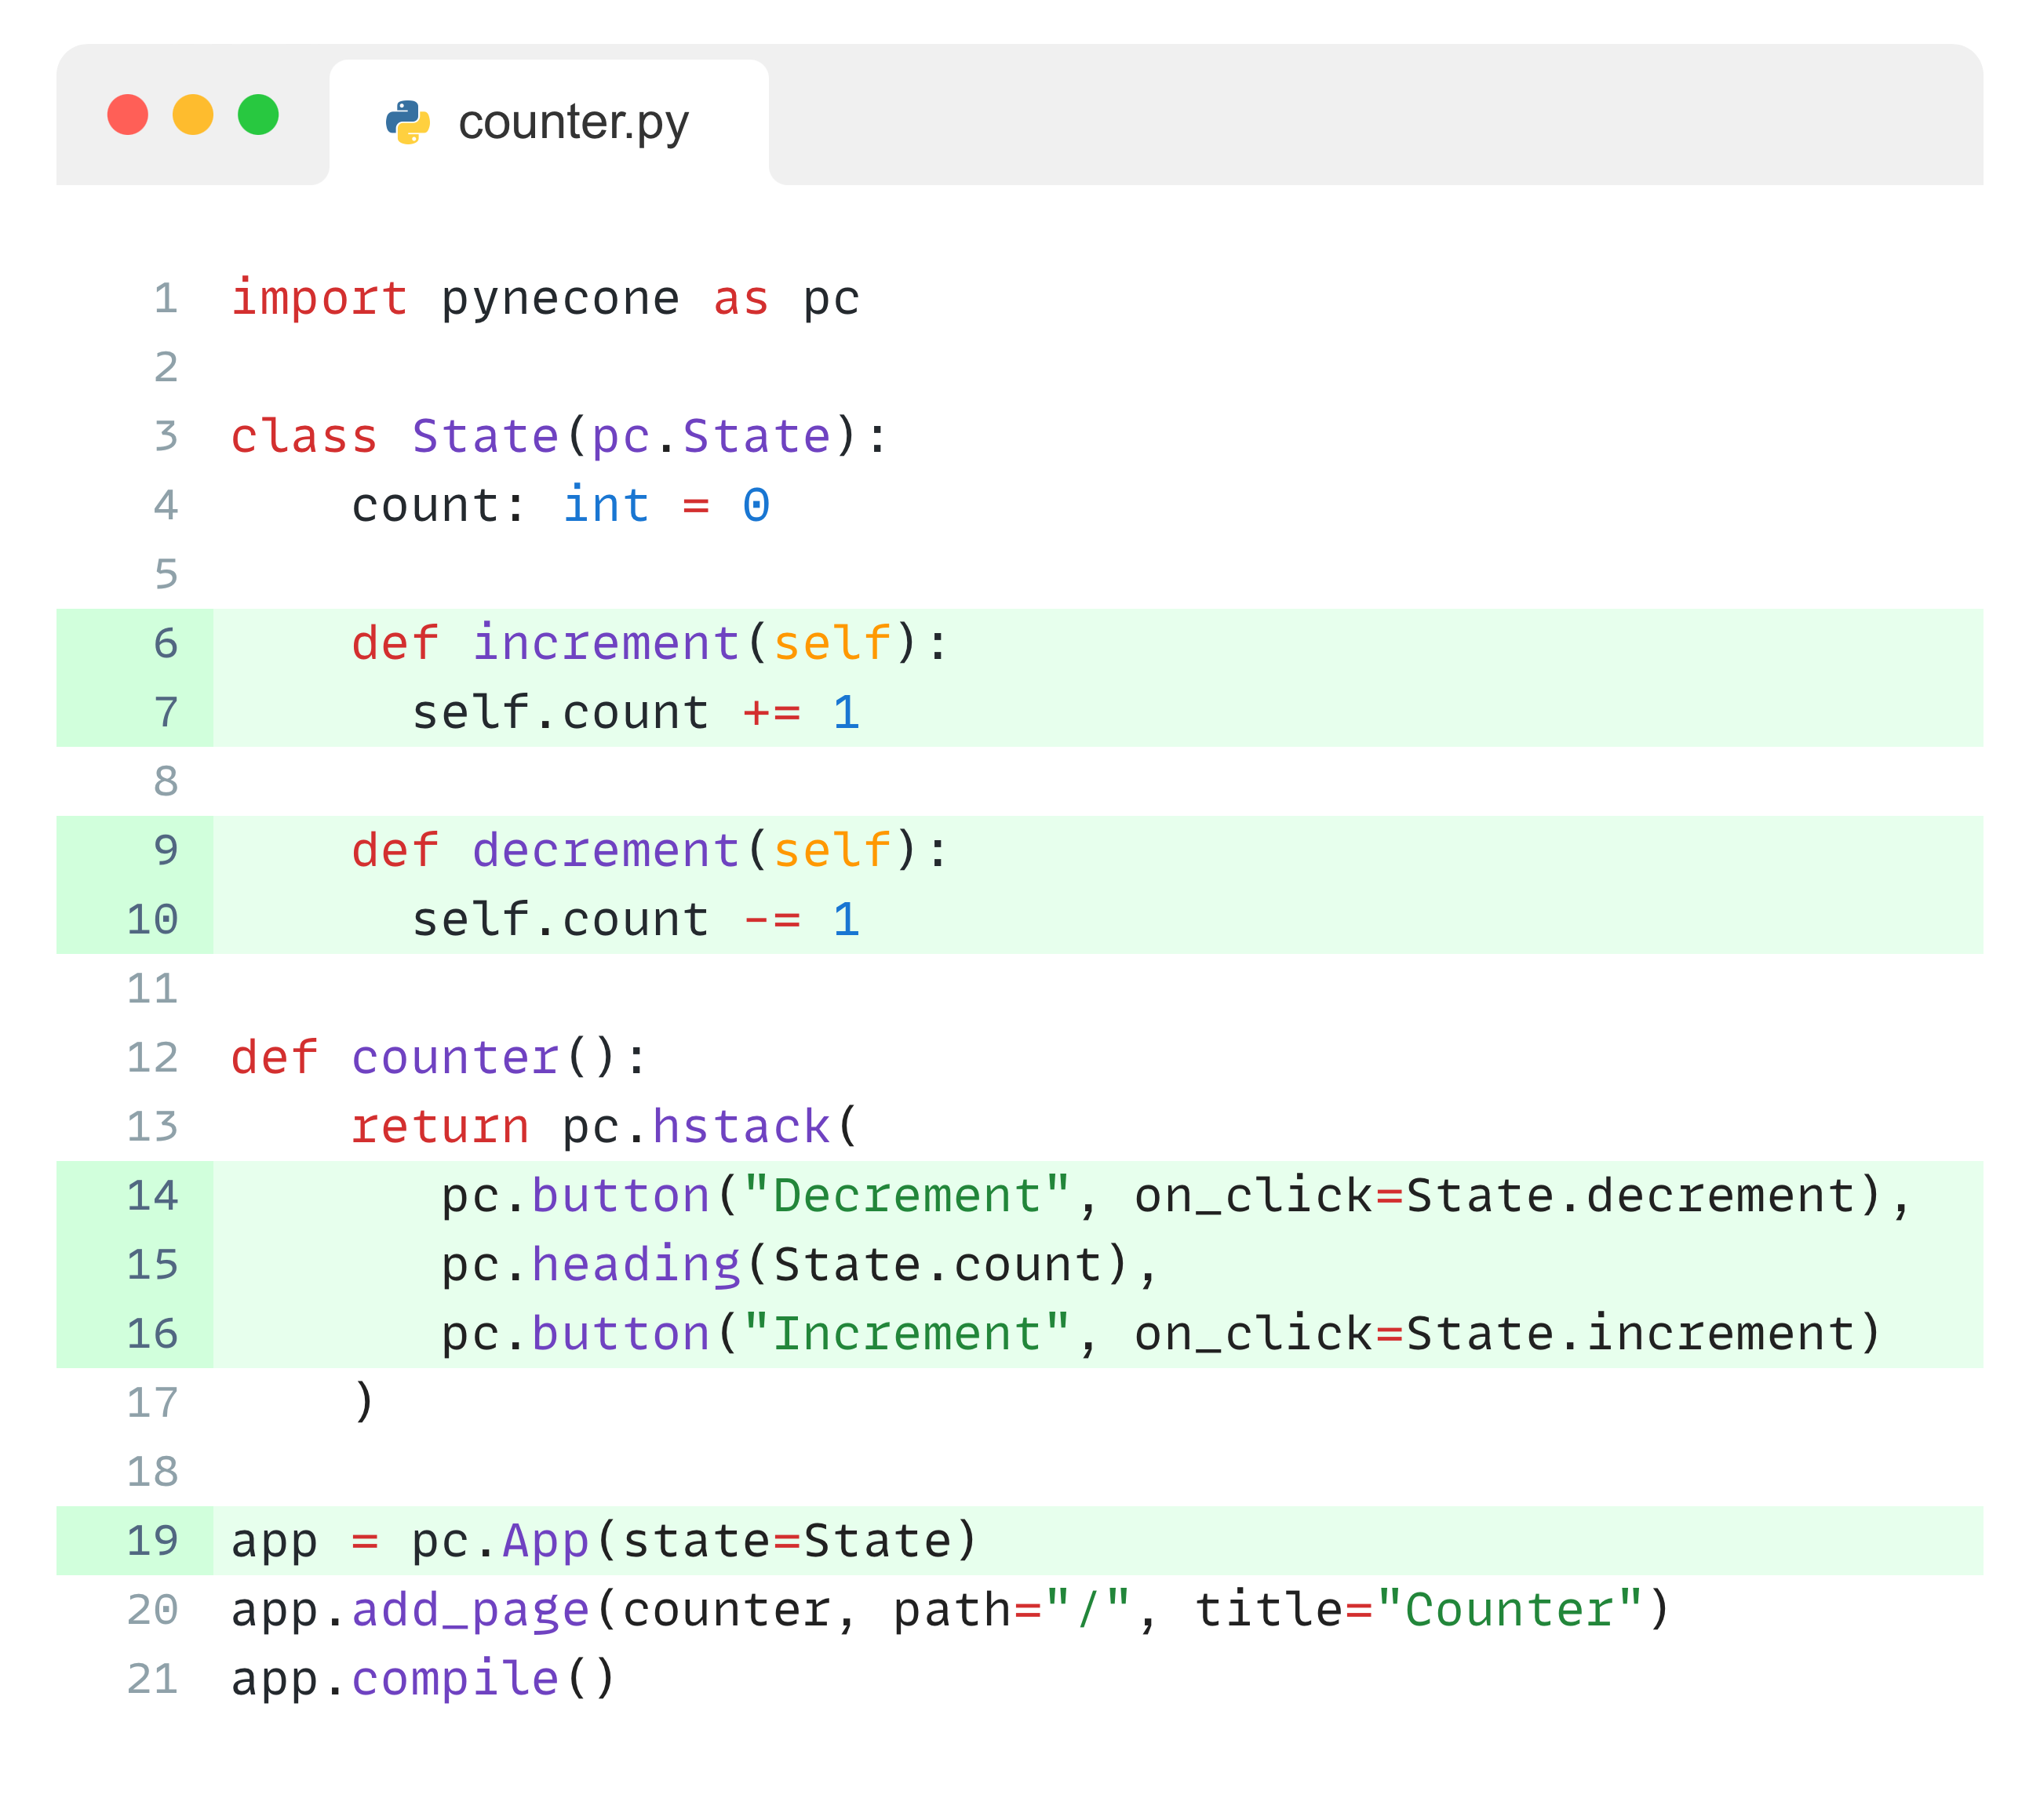 counter.py
1 import pynecone as pc
2
3 class State(pc.State):
4     count: int = 0
5
6     def increment(self):
7       self.count += 1
8
9     def decrement(self):
10       self.count -= 1
11
12 def counter():
13     return pc.hstack(
14        pc.button("Decrement", on_click=State.decrement),
15        pc.heading(State.count),
16        pc.button("Increment", on_click=State.increment)
17     )
18
19 app = pc.App(state=State)
20 app.add_page(counter, path="/", title="Counter")
21 app.compile()